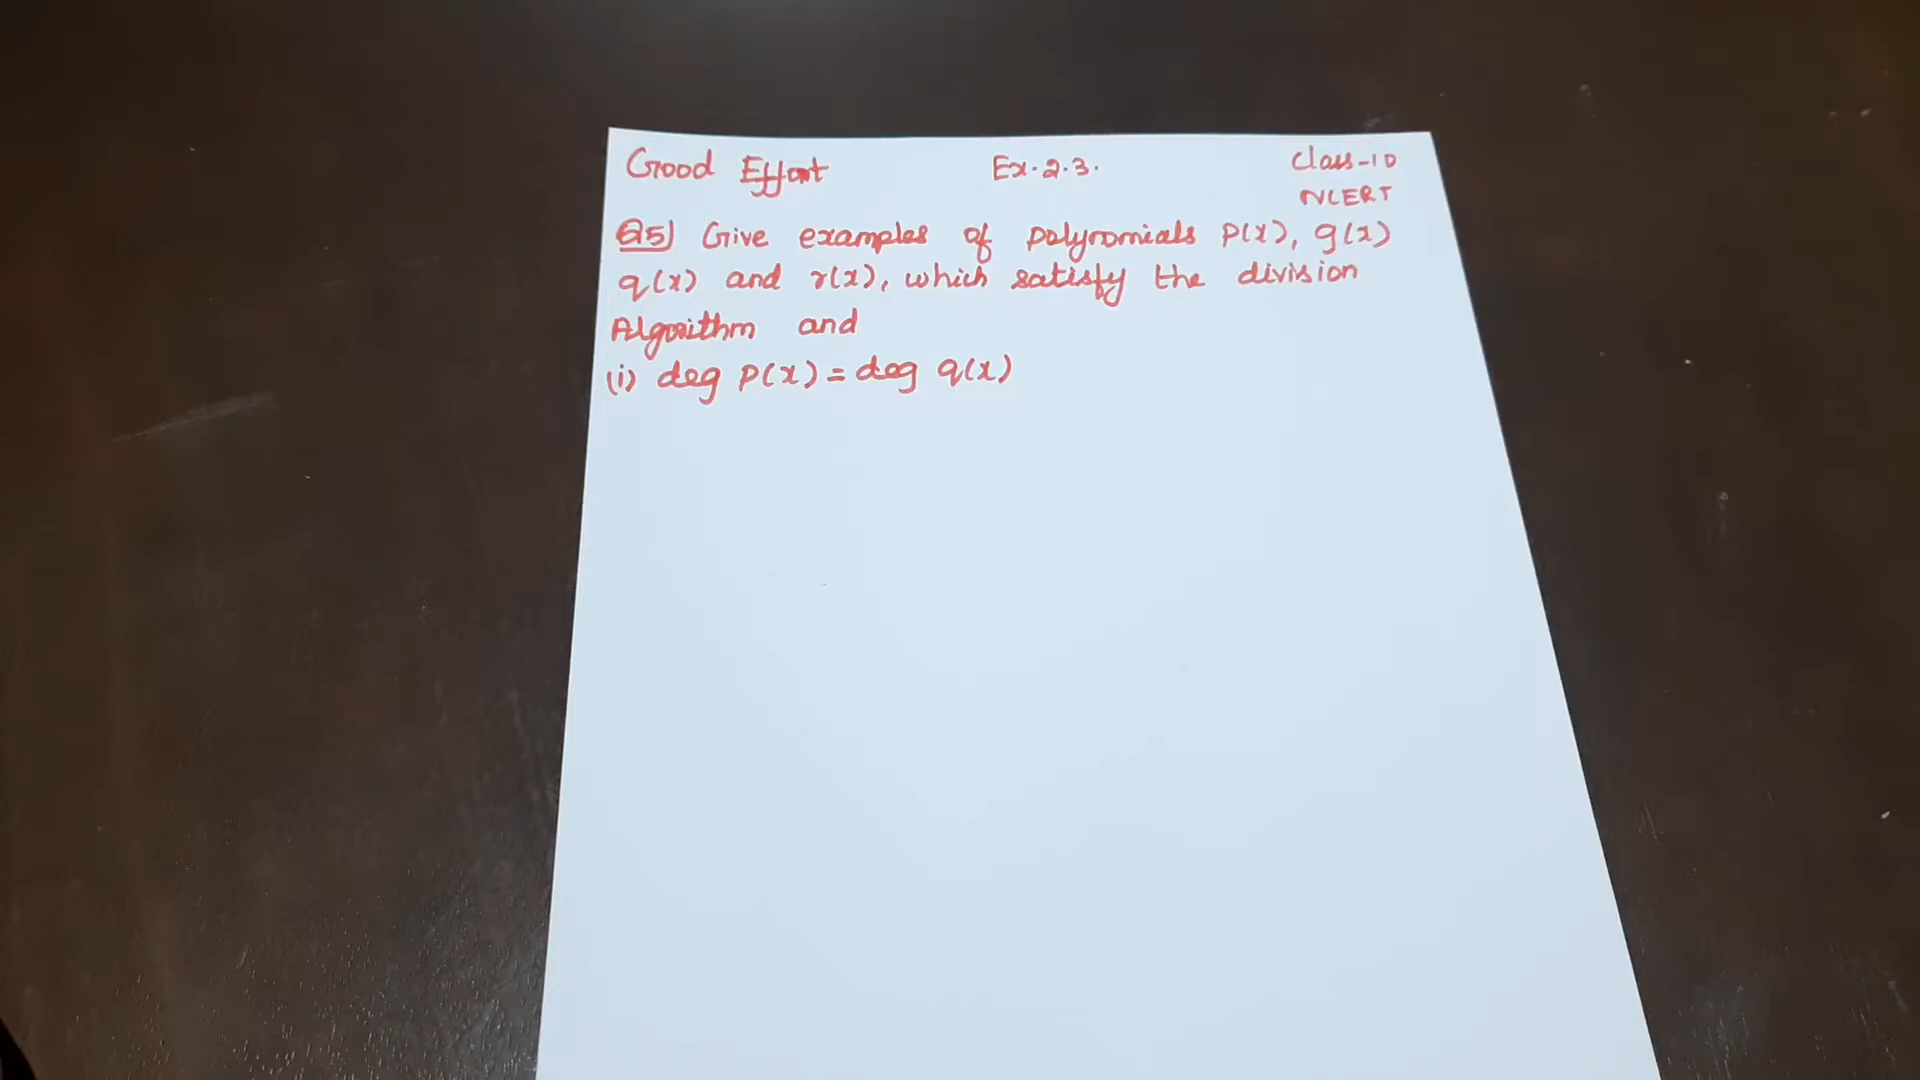 Good Effort Ex.2.3. Class-10
NCERT
Q5) Give examples of polynomials P(x), g(x)
q(x) and r(x), which satisfy the division
Algorithm and
(i) deg P(x) = deg q(x)